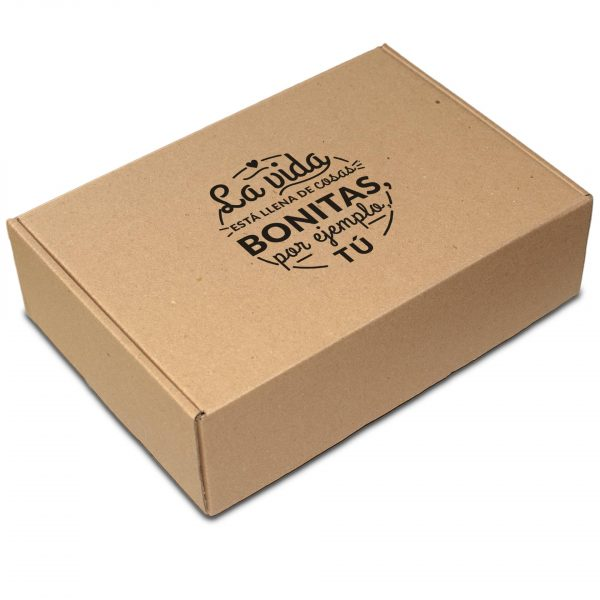 La vida
ESTÁ LLENA DE COSAS
BONITAS,
por ejemplo,
TÚ